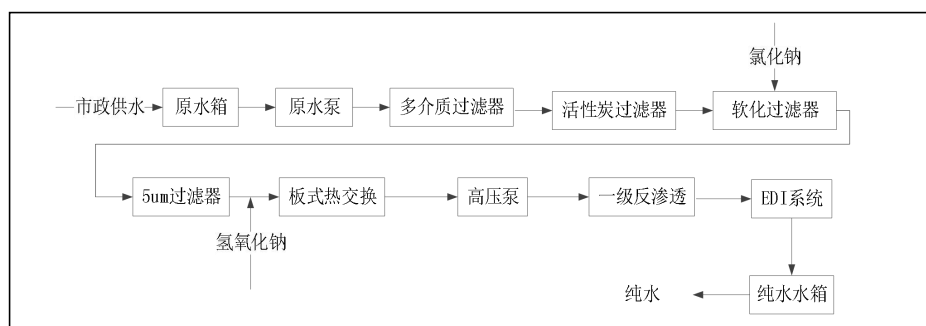 氯化钠
市政供水
原水箱
原水泵
多介质过滤器
活性炭过滤器
软化过滤器
5um过滤器
板式热交换
高压泵
一级反渗透
EDI系统
氢氧化钠
纯水
纯水水箱